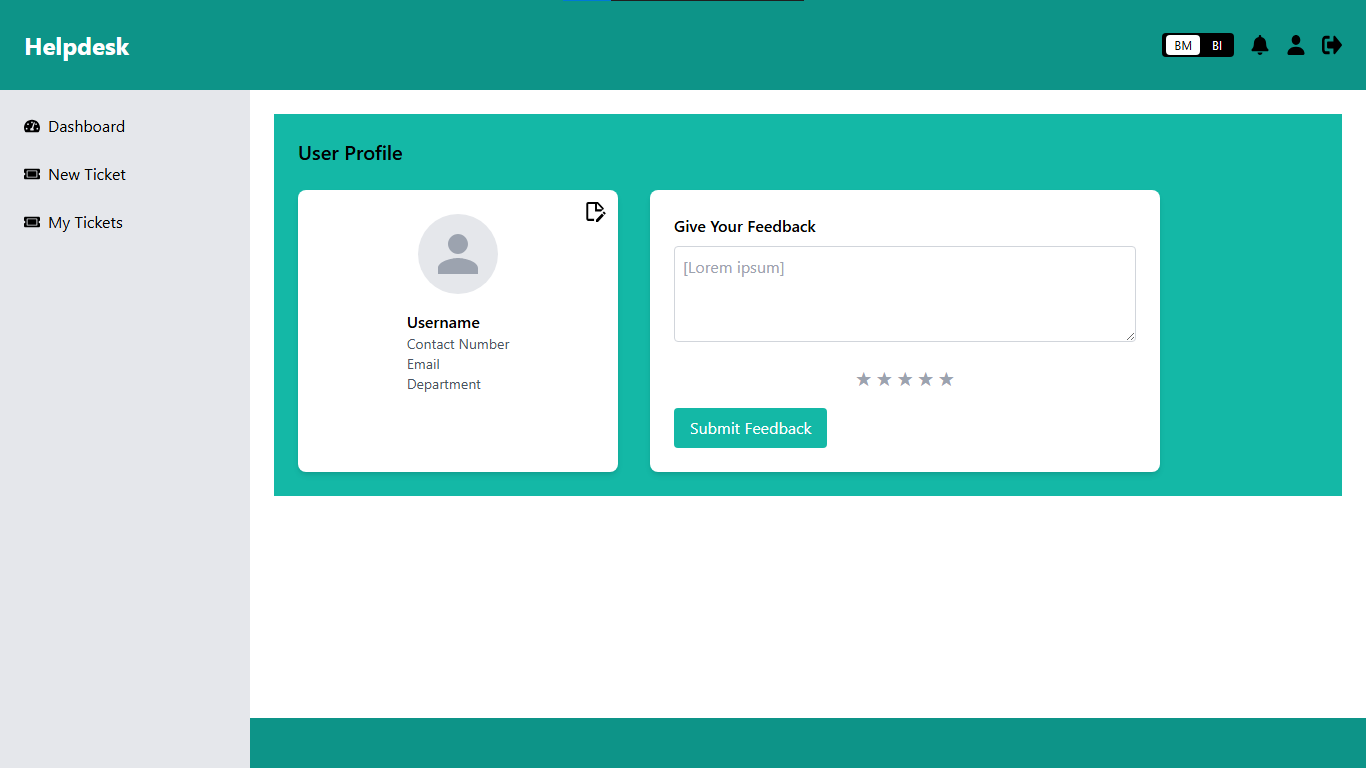 Helpdesk
BM BI
Dashboard
New Ticket
My Tickets
User Profile
Username
Contact Number
Email
Department
Give Your Feedback
[Lorem ipsum]
★ ★ ★ ★ ★
Submit Feedback